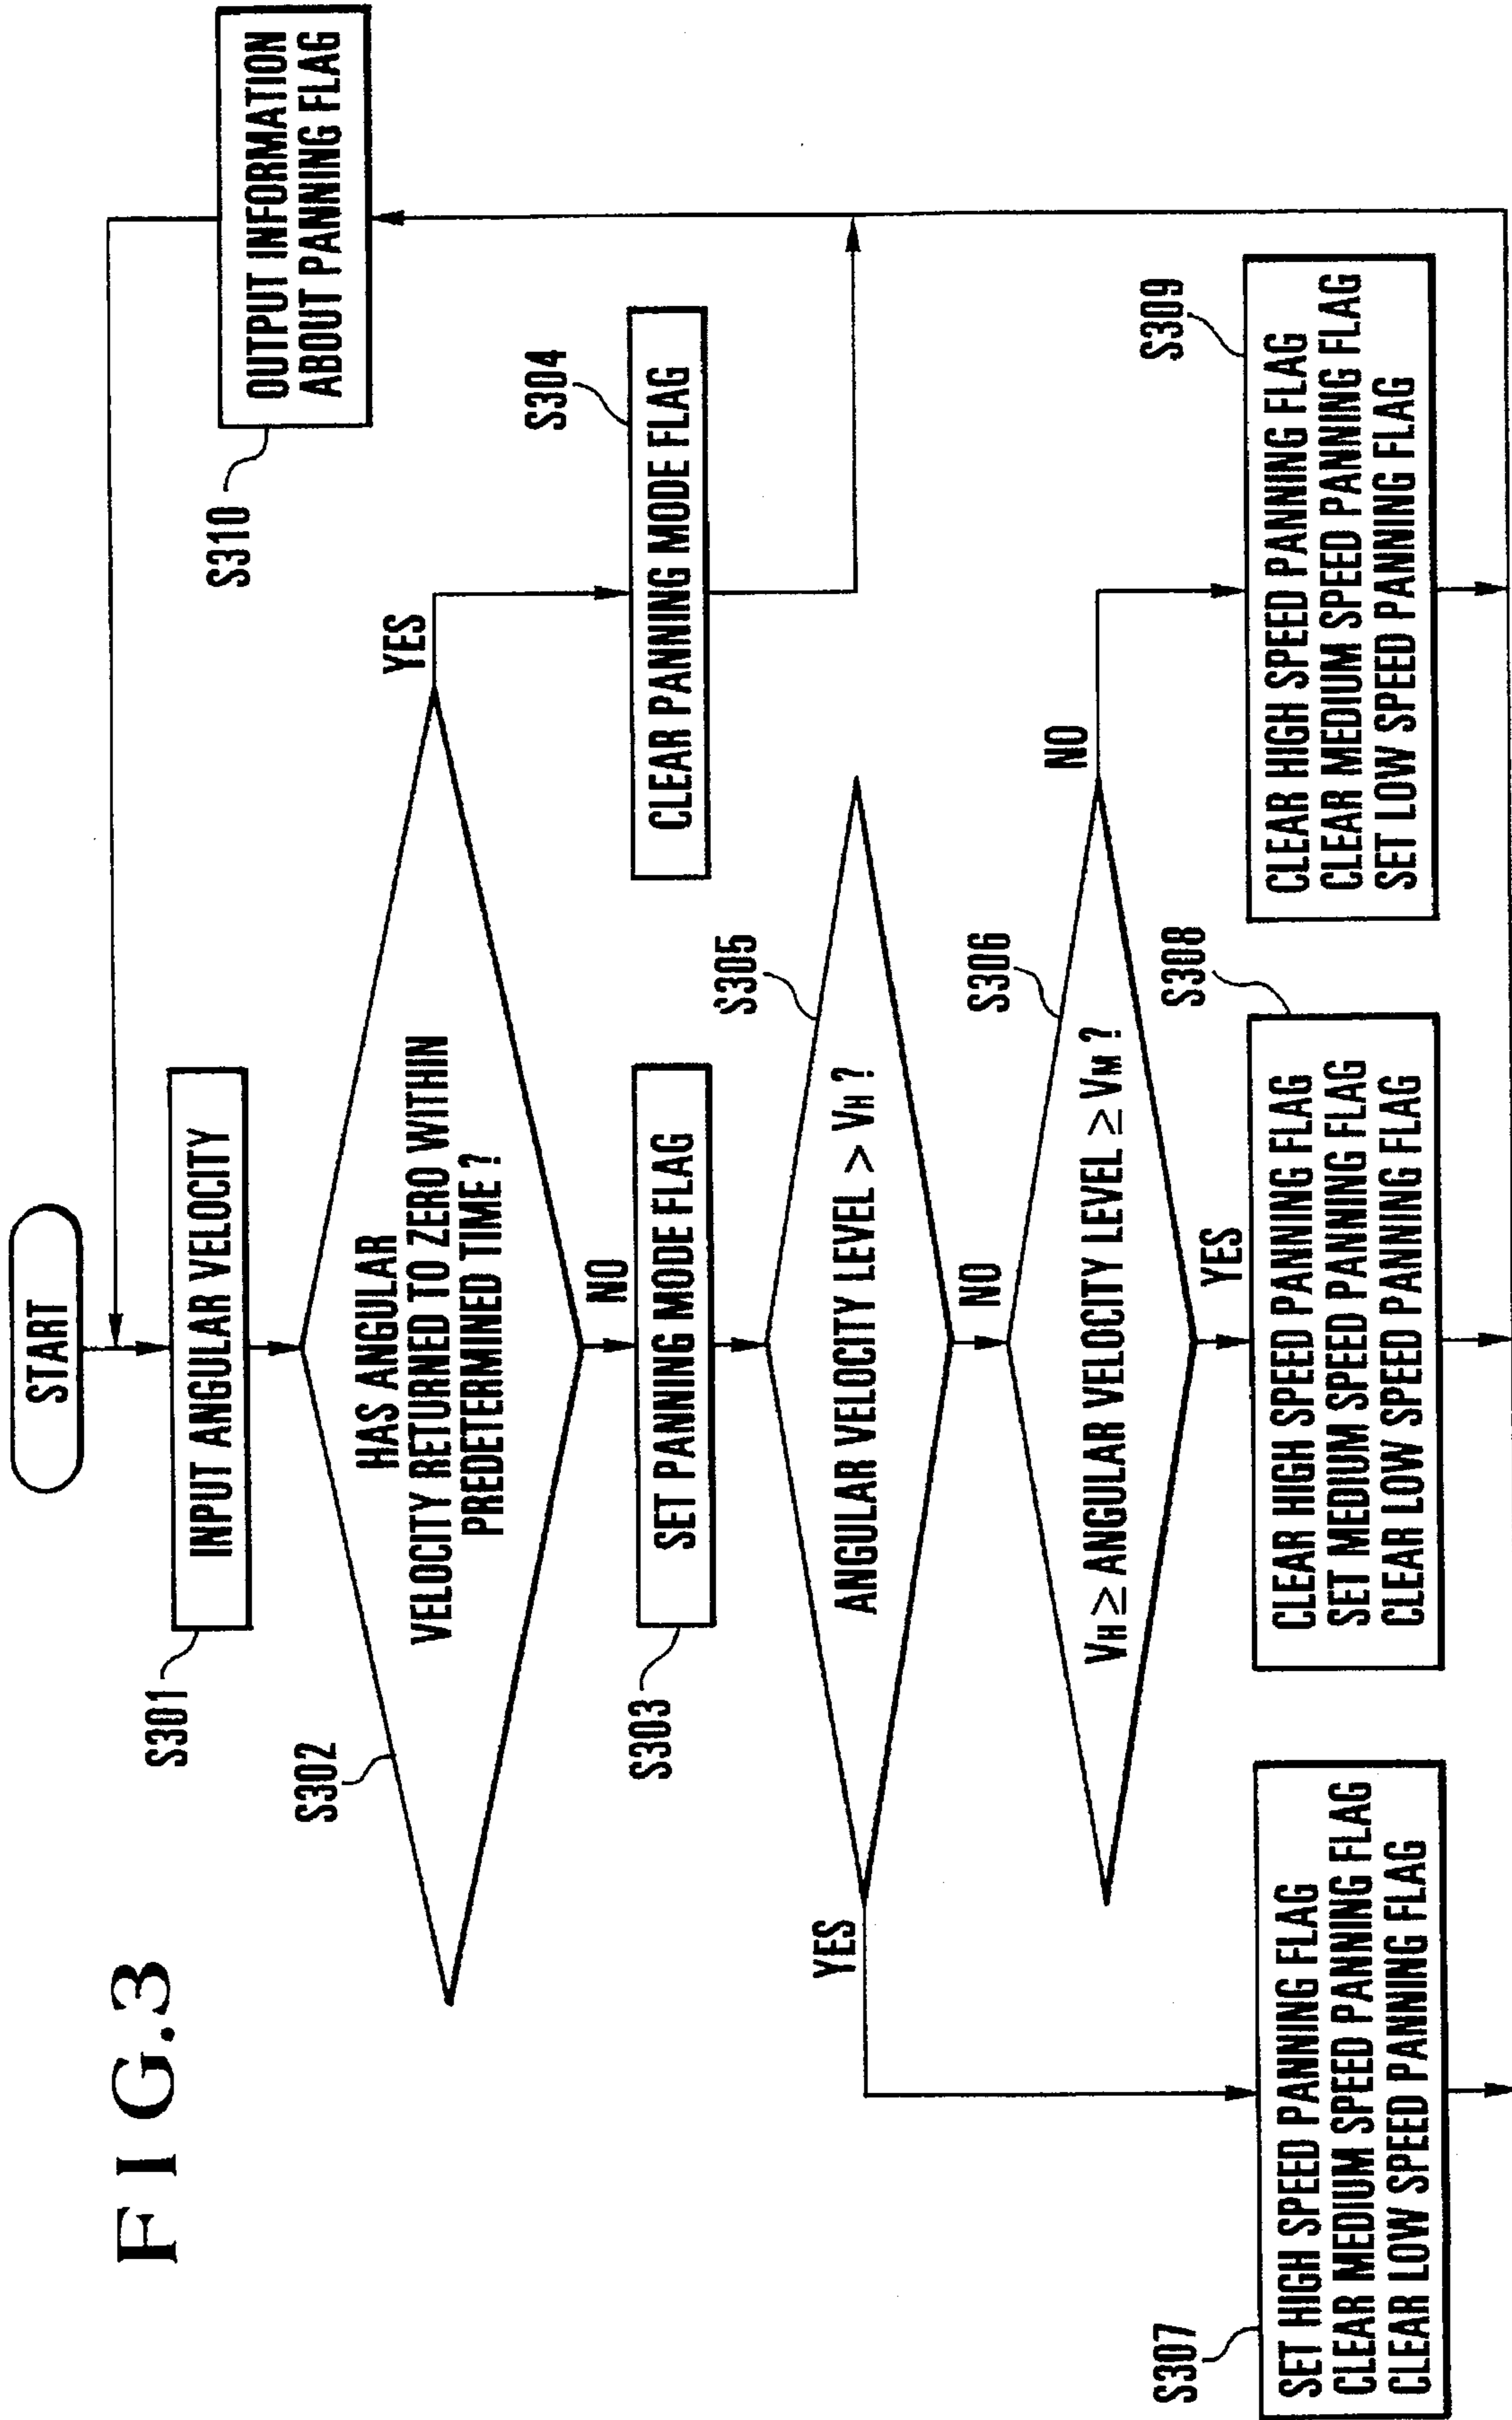 FIG.3
START
S301
INPUT ANGULAR VELOCITY
S302
HAS ANGULAR
VELOCITY RETURNED TO ZERO WITHIN
PREDETERMINED TIME ?
YES
NO
S303
SET PANNING MODE FLAG
S304
CLEAR PANNING MODE FLAG
S305
ANGULAR VELOCITY LEVEL > VH ?
YES
NO
S306
VH ≥ ANGULAR VELOCITY LEVEL ≥ VM ?
NO
YES
S307
SET HIGH SPEED PANNING FLAG
CLEAR MEDIUM SPEED PANNING FLAG
CLEAR LOW SPEED PANNING FLAG
S308
CLEAR HIGH SPEED PANNING FLAG
SET MEDIUM SPEED PANNING FLAG
CLEAR LOW SPEED PANNING FLAG
S309
CLEAR HIGH SPEED PANNING FLAG
CLEAR MEDIUM SPEED PANNING FLAG
SET LOW SPEED PANNING FLAG
S310
OUTPUT INFORMATION
ABOUT PANNING FLAG